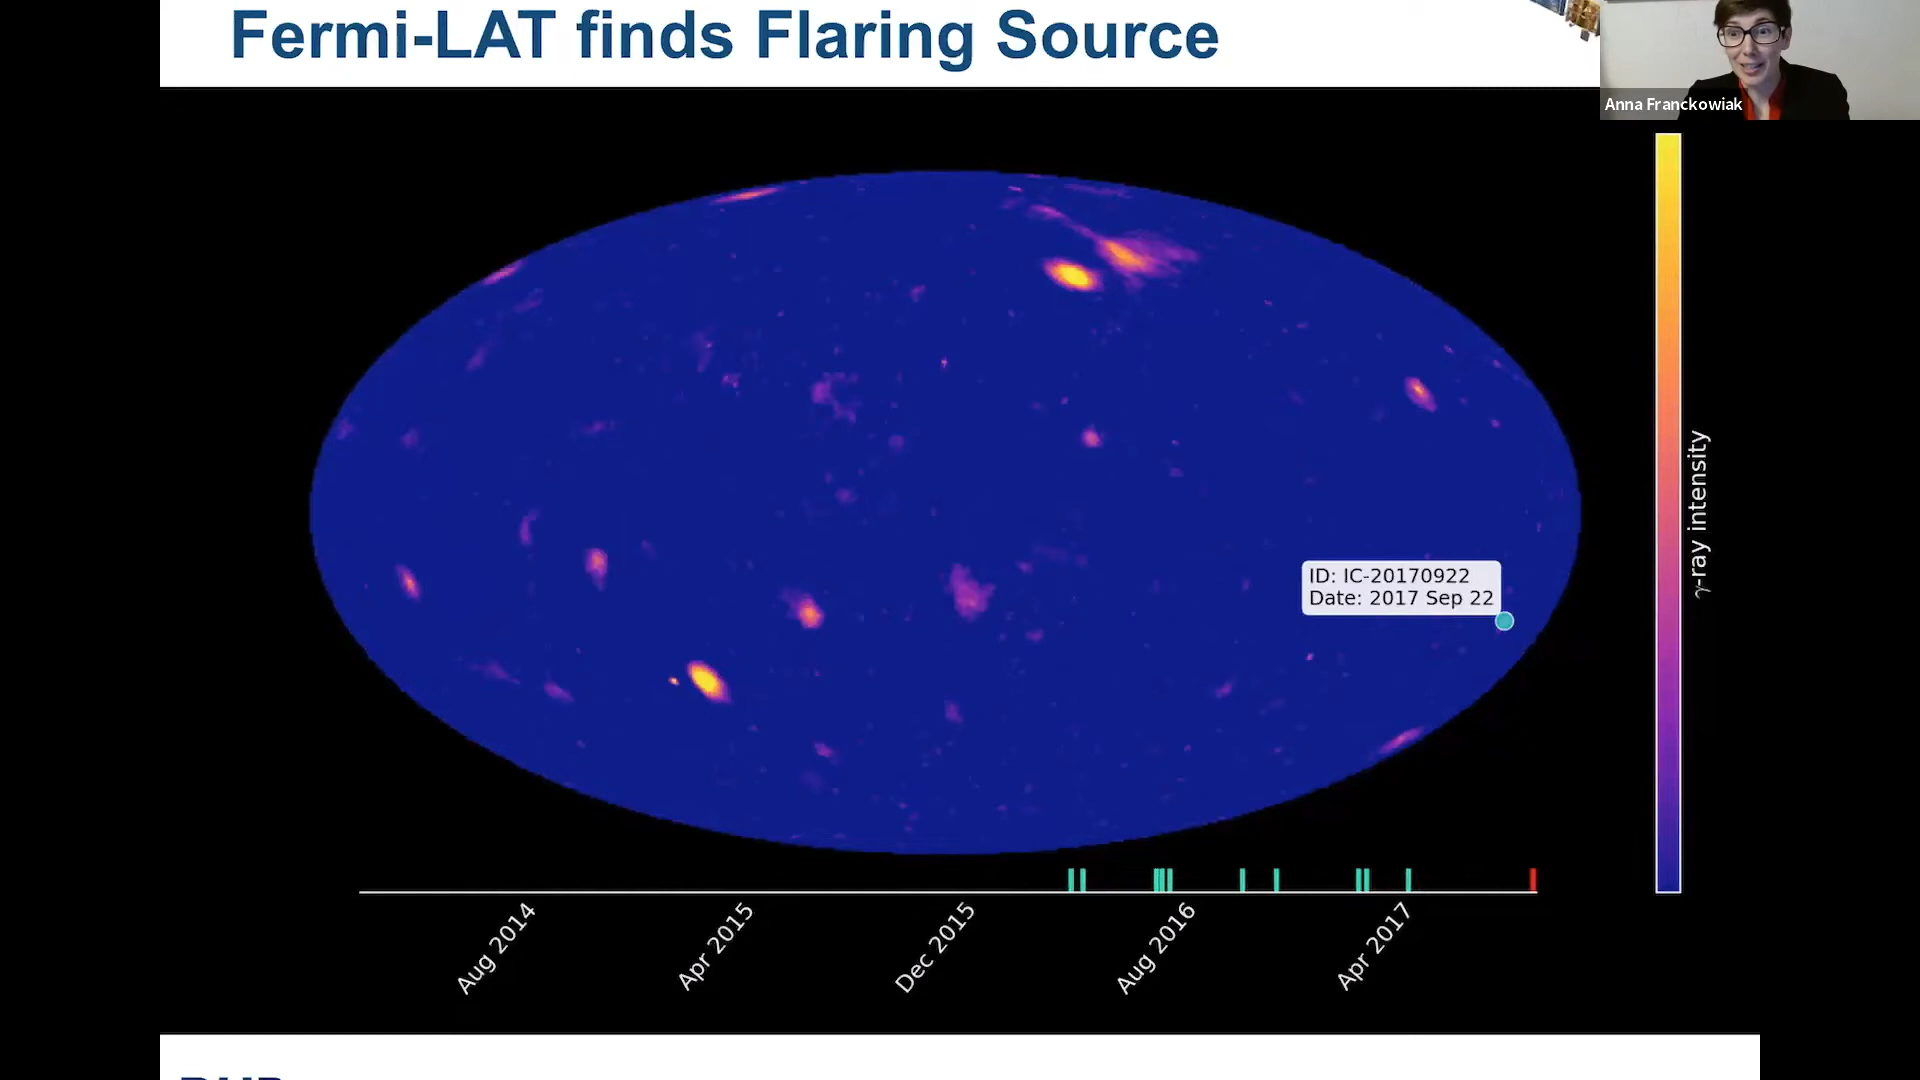 Fermi-LAT finds Flaring Source
Anna Franckowiak
γ-ray intensity
ID: IC-20170922
Date: 2017 Sep 22
Aug 2014
Apr 2015
Dec 2015
Aug 2016
Apr 2017